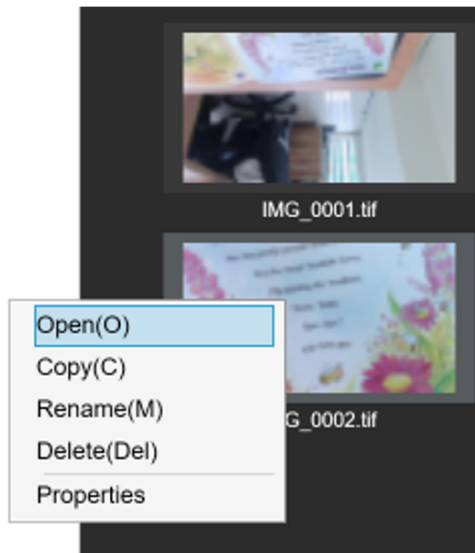 IMG_0001.tif
Open(O)
Copy(C)
Rename(M)
G_0002.tif
Delete(Del)
Properties